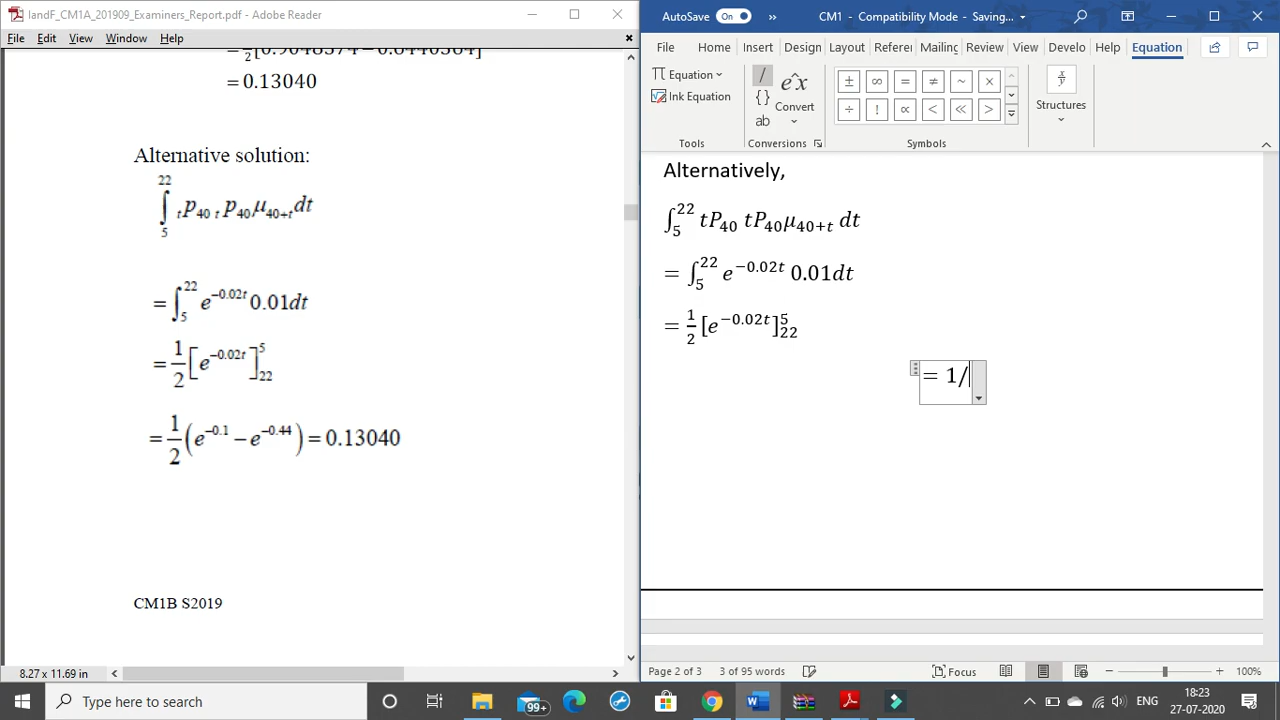 IandF_CM1A_201909_Examiners_Report.pdf - Adobe Reader
File Edit View Window Help
= 0.13040
Alternative solution:
∫₅²² ₜp₄₀ ₜp₄₀μ₄₀₊ₜdt
= ∫₅²² e^{-0.02t} 0.01dt
= 1/2 [e^{-0.02t}]₂₂⁵
= 1/2 (e^{-0.1} − e^{-0.44}) = 0.13040
CM1B S2019
8.27 x 11.69 in
AutoSave On CM1 - Compatibility Mode - Saving...
File Home Insert Design Layout Referei Mailing Review View Develo Help Equation
Equation
Ink Equation
Tools
/ {} ab
eˣ Convert
Conversions
± ∞ = ≠ ~ ×
÷ ! ∝ < ≪ >
Symbols
x/y Structures
Alternatively,
∫₅²² tP₄₀ tP₄₀μ₄₀₊ₜ dt
= ∫₅²² e^{−0.02t} 0.01dt
= 1/2 [e^{−0.02t}]₂₂⁵
= 1/
Page 2 of 3 3 of 95 words Focus 100%
Type here to search 99+ ENG 18:23
27-07-2020